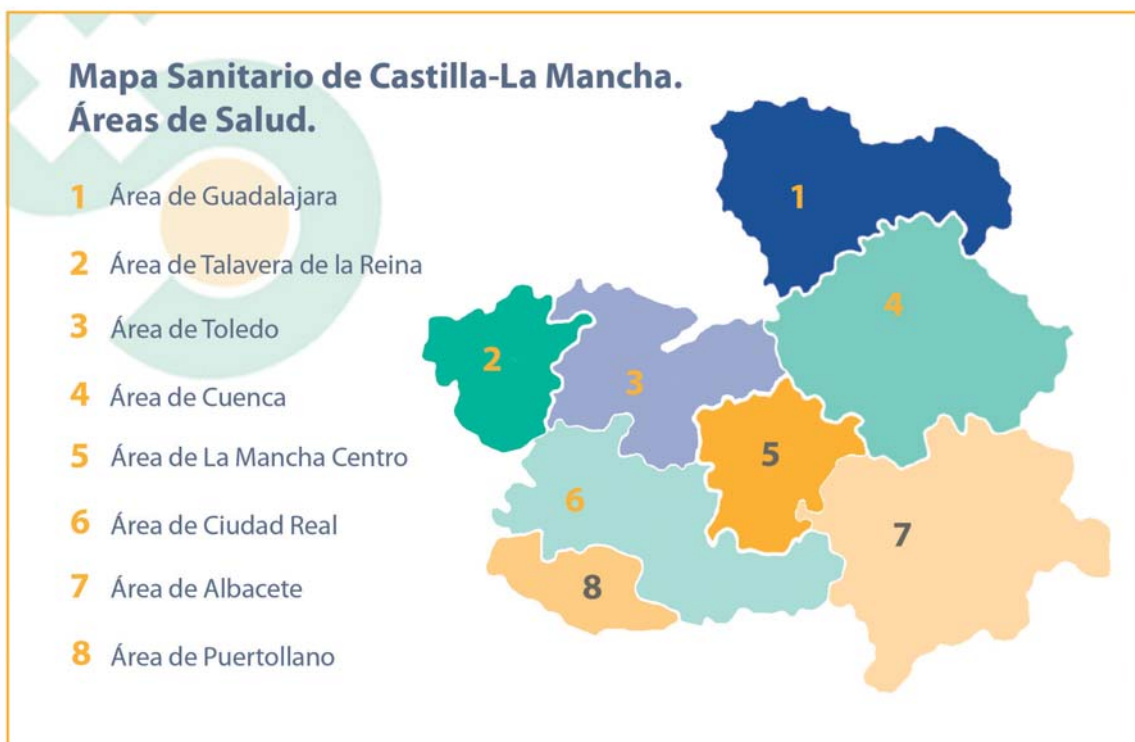 Mapa Sanitario de Castilla-La Mancha.
Áreas de Salud.
1 Área de Guadalajara
2 Área de Talavera de la Reina
3 Área de Toledo
4 Área de Cuenca
5 Área de La Mancha Centro
6 Área de Ciudad Real
7 Área de Albacete
8 Área de Puertollano
1
4
2
3
5
6
7
8